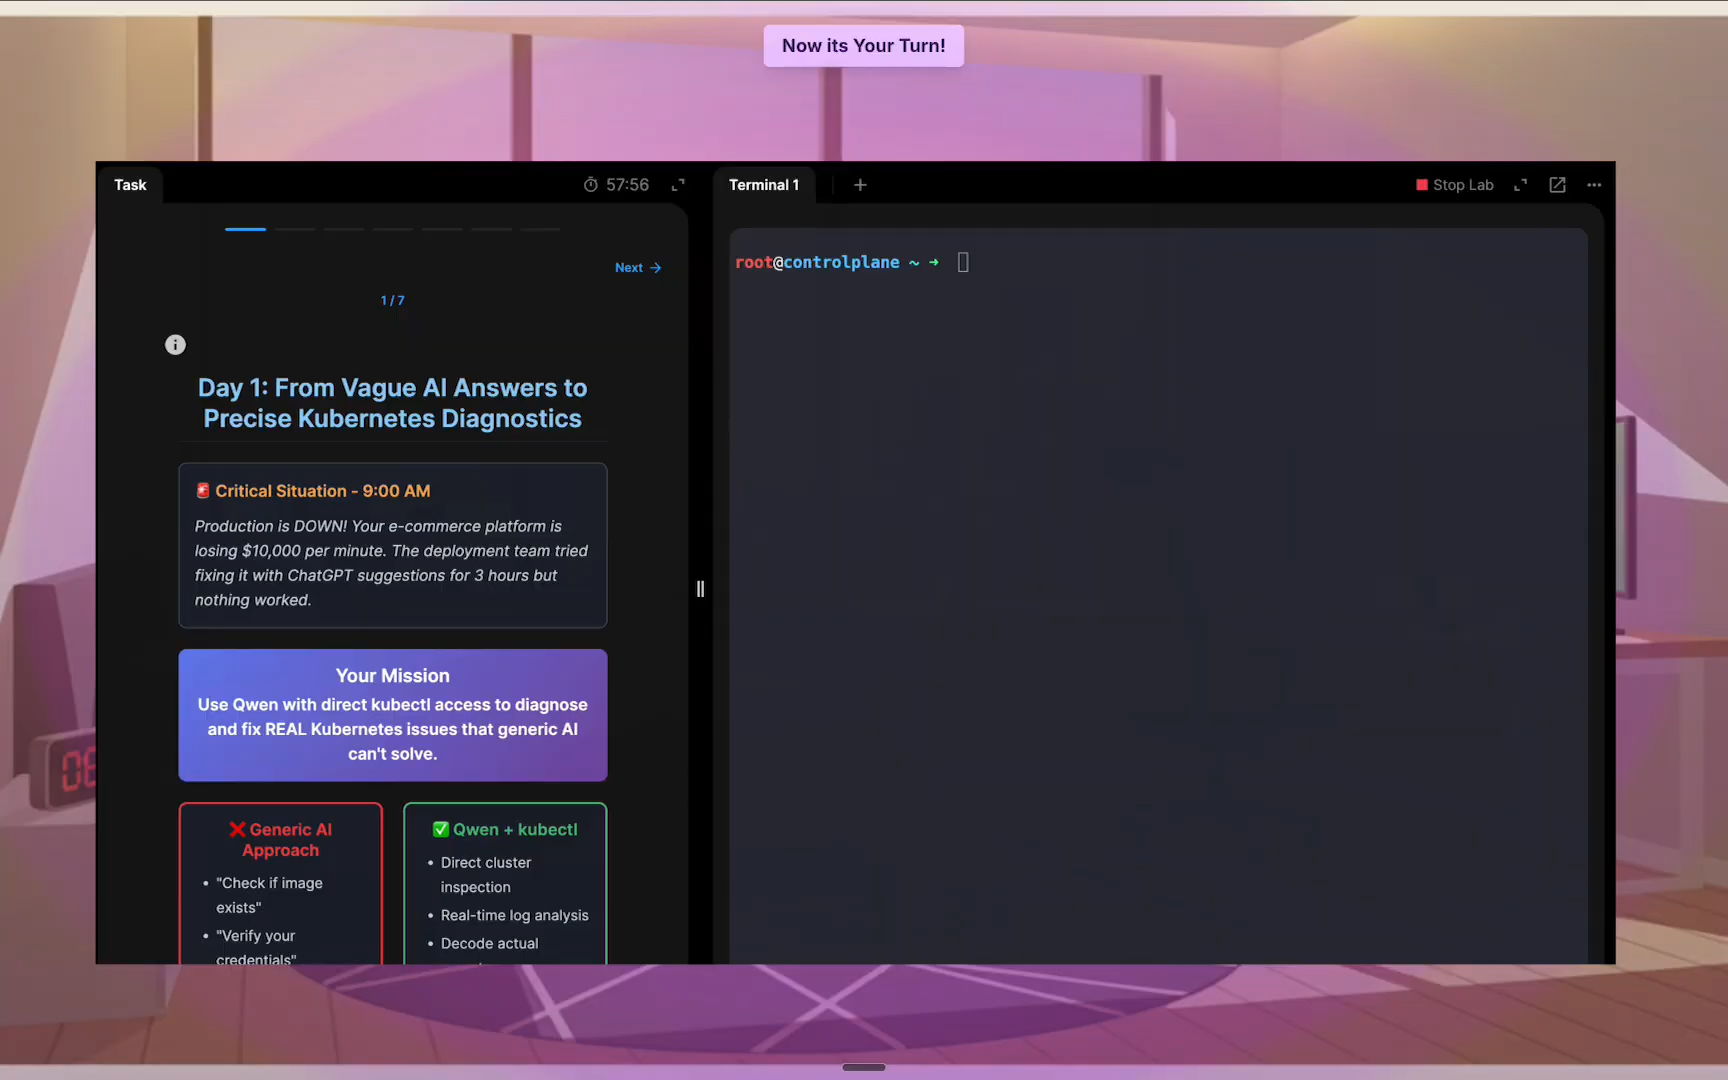 Now its Your Turn!
Task
57:56
Terminal 1
+
Stop Lab
Next →
1 / 7
Day 1: From Vague AI Answers to
Precise Kubernetes Diagnostics
🚨 Critical Situation - 9:00 AM
Production is DOWN! Your e-commerce platform is
losing $10,000 per minute. The deployment team tried
fixing it with ChatGPT suggestions for 3 hours but
nothing worked.
Your Mission
Use Qwen with direct kubectl access to diagnose
and fix REAL Kubernetes issues that generic AI
can't solve.
❌ Generic AI
Approach
• "Check if image
exists"
• "Verify your
credentials"
✅ Qwen + kubectl
• Direct cluster
inspection
• Real-time log analysis
• Decode actual
root@controlplane ~ ➜